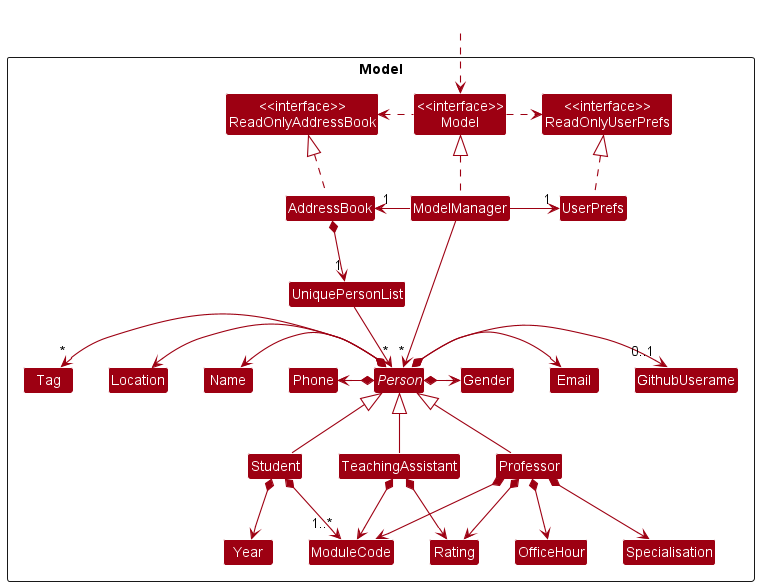 Model
<<interface>>
ReadOnlyAddressBook
<<interface>>
Model
<<interface>>
ReadOnlyUserPrefs
AddressBook
1
ModelManager
1
UserPrefs
1
UniquePersonList
*
*
*
0..1
Tag
Location
Name
Phone
Person
Gender
Email
GithubUserame
Student
TeachingAssistant
Professor
1..*
Year
ModuleCode
Rating
OfficeHour
Specialisation